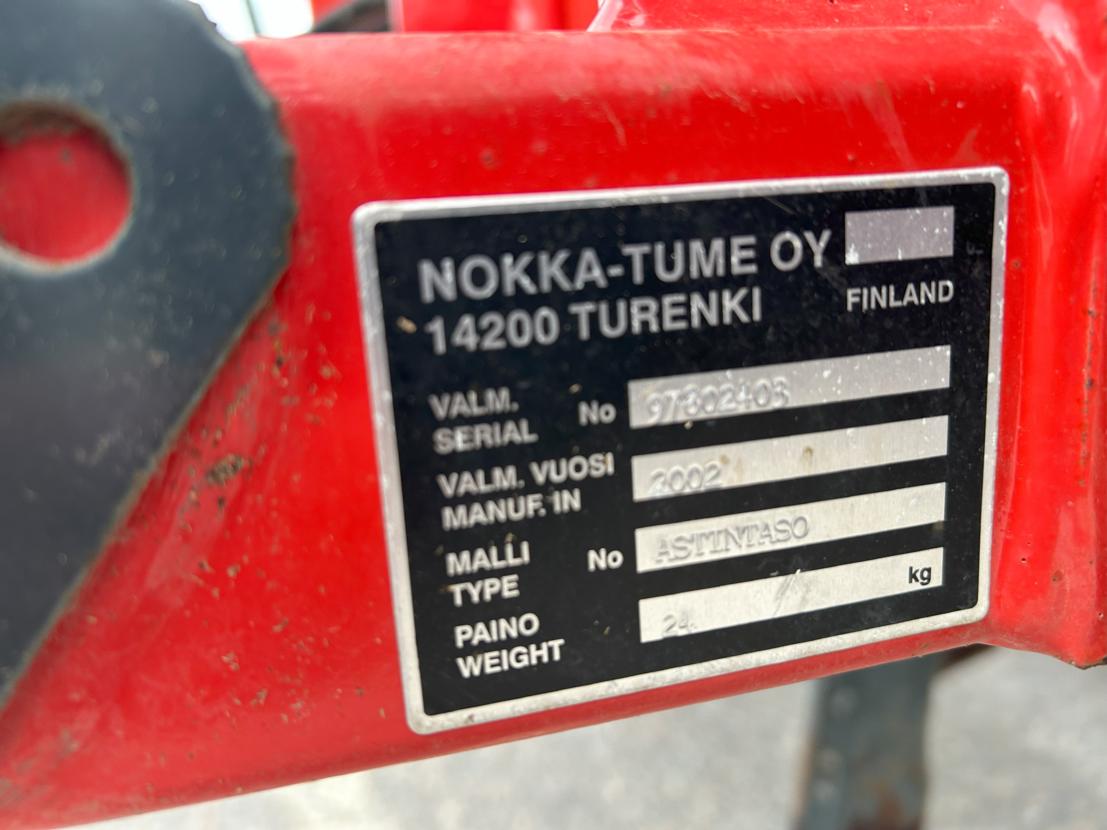 NOKKA-TUME OY
14200 TURENKI
FINLAND
VALM.
SERIAL No 97302403
VALM. VUOSI
MANUF. IN 2002
MALLI
TYPE No ASTINTASO
PAINO
WEIGHT 24 kg